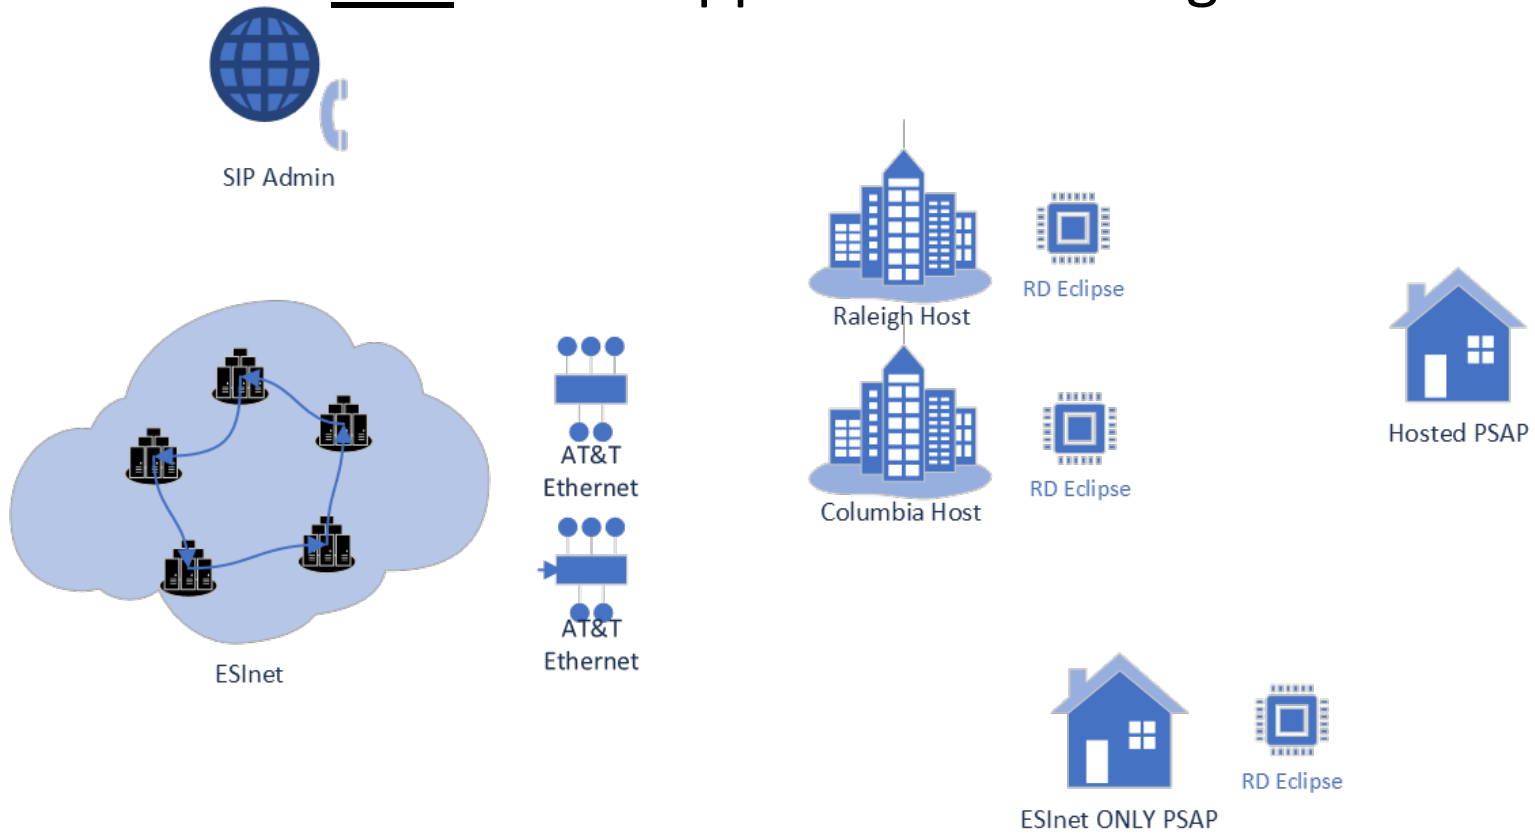 SIP Admin
RD Eclipse
Raleigh Host
Hosted PSAP
AT&T
Ethernet
RD Eclipse
Columbia Host
AT&T
Ethernet
ESInet
RD Eclipse
ESInet ONLY PSAP